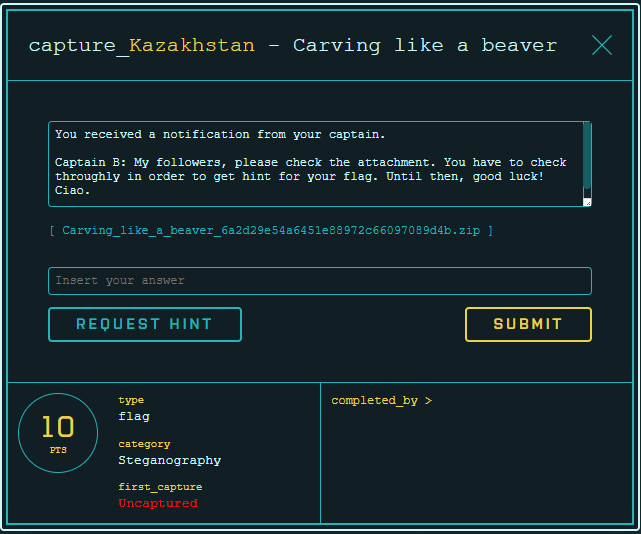 capture_Kazakhstan - Carving like a beaver
You received a notification from your captain.
Captain B: My followers, please check the attachment. You have to check
throughly in order to get hint for your flag. Until then, good luck!
Ciao.
[ Carving_like_a_beaver_6a2d29e54a6451e88972c66097089d4b.zip ]
Insert your answer
REQUEST HINT
SUBMIT
10
PTS
type
flag
category
Steganography
first_capture
Uncaptured
completed_by >